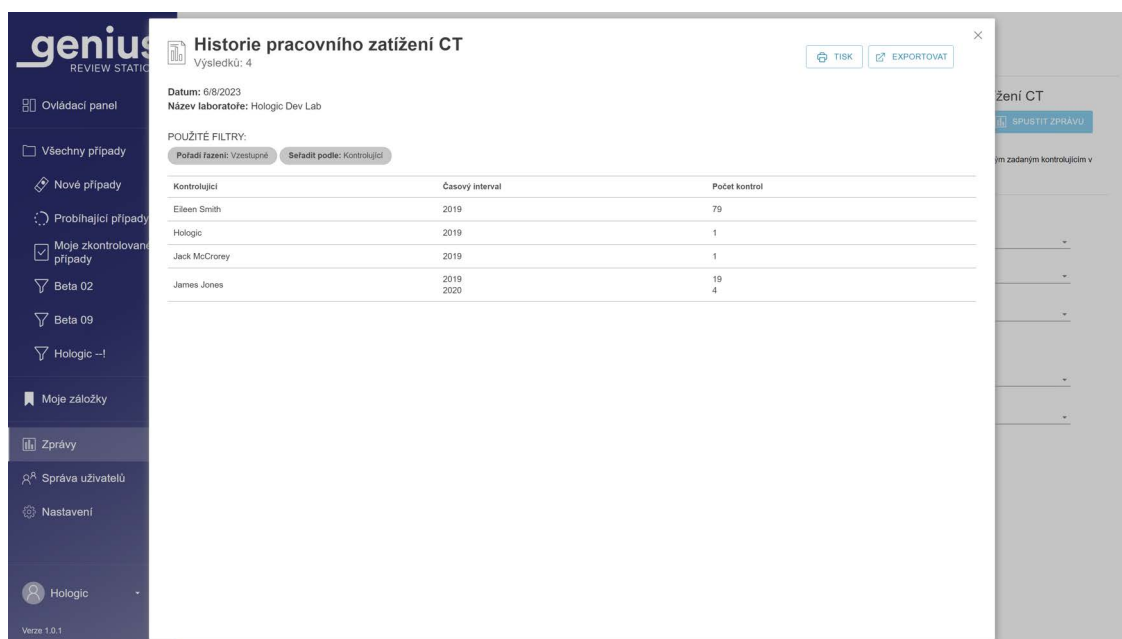 genius
REVIEW STATIO
Ovládací panel
Všechny případy
Nové případy
Probíhající případy
Moje zkontrolované
případy
Beta 02
Beta 09
Hologic --!
Moje záložky
Zprávy
Správa uživatelů
Nastavení
Hologic
Verze 1.0.1
Historie pracovního zatížení CT
Výsledků: 4
TISK
EXPORTOVAT
Datum: 6/8/2023
Název laboratoře: Hologic Dev Lab
POUŽITÉ FILTRY:
Pořadí řazení: Vzestupné
Seřadit podle: Kontrolující
Kontrolující Časový interval Počet kontrol
Eileen Smith 2019 79
Hologic 2019 1
Jack McCrorey 2019 1
James Jones 2019 19
2020 4
žení CT
SPUSTIT ZPRÁVU
ým zadaným kontrolujícím v